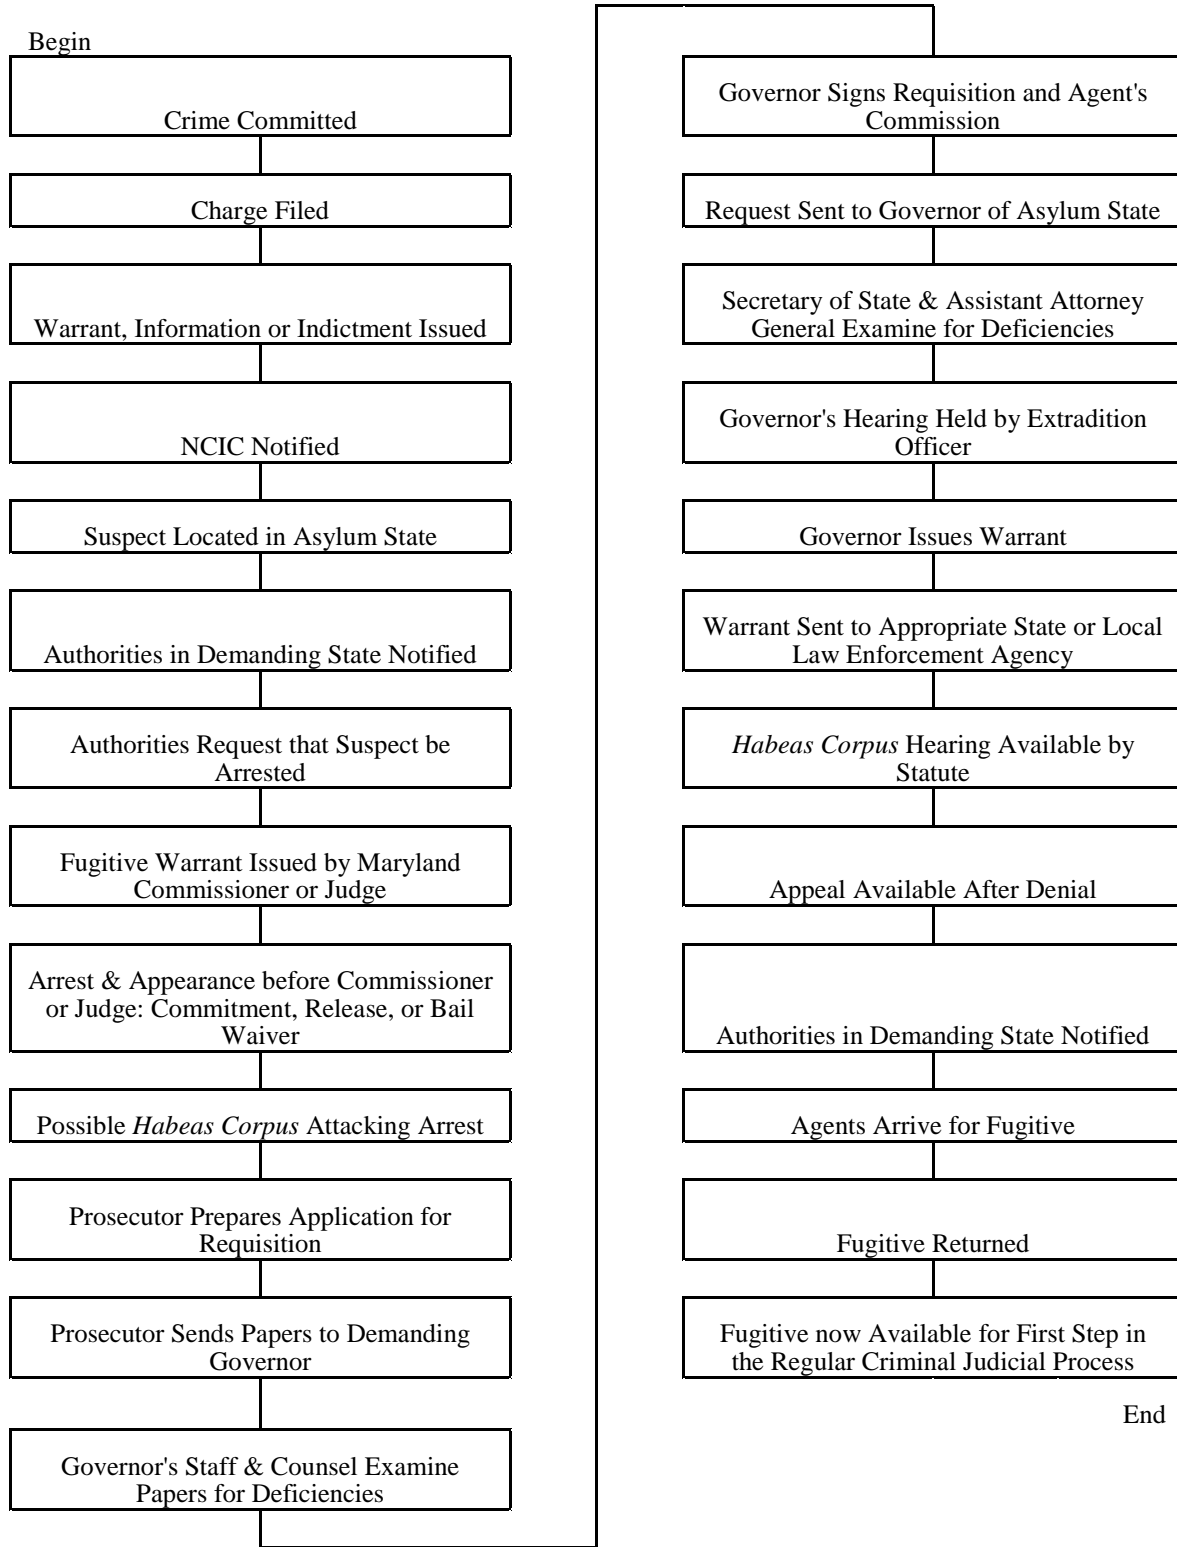 Begin
Crime Committed
Charge Filed
Warrant, Information or Indictment Issued
NCIC Notified
Suspect Located in Asylum State
Authorities in Demanding State Notified
Authorities Request that Suspect be
Arrested
Fugitive Warrant Issued by Maryland
Commissioner or Judge
Arrest & Appearance before Commissioner
or Judge: Commitment, Release, or Bail
Waiver
Possible Habeas Corpus Attacking Arrest
Prosecutor Prepares Application for
Requisition
Prosecutor Sends Papers to Demanding
Governor
Governor's Staff & Counsel Examine
Papers for Deficiencies
Governor Signs Requisition and Agent's
Commission
Request Sent to Governor of Asylum State
Secretary of State & Assistant Attorney
General Examine for Deficiencies
Governor's Hearing Held by Extradition
Officer
Governor Issues Warrant
Warrant Sent to Appropriate State or Local
Law Enforcement Agency
Habeas Corpus Hearing Available by
Statute
Appeal Available After Denial
Authorities in Demanding State Notified
Agents Arrive for Fugitive
Fugitive Returned
Fugitive now Available for First Step in
the Regular Criminal Judicial Process
End